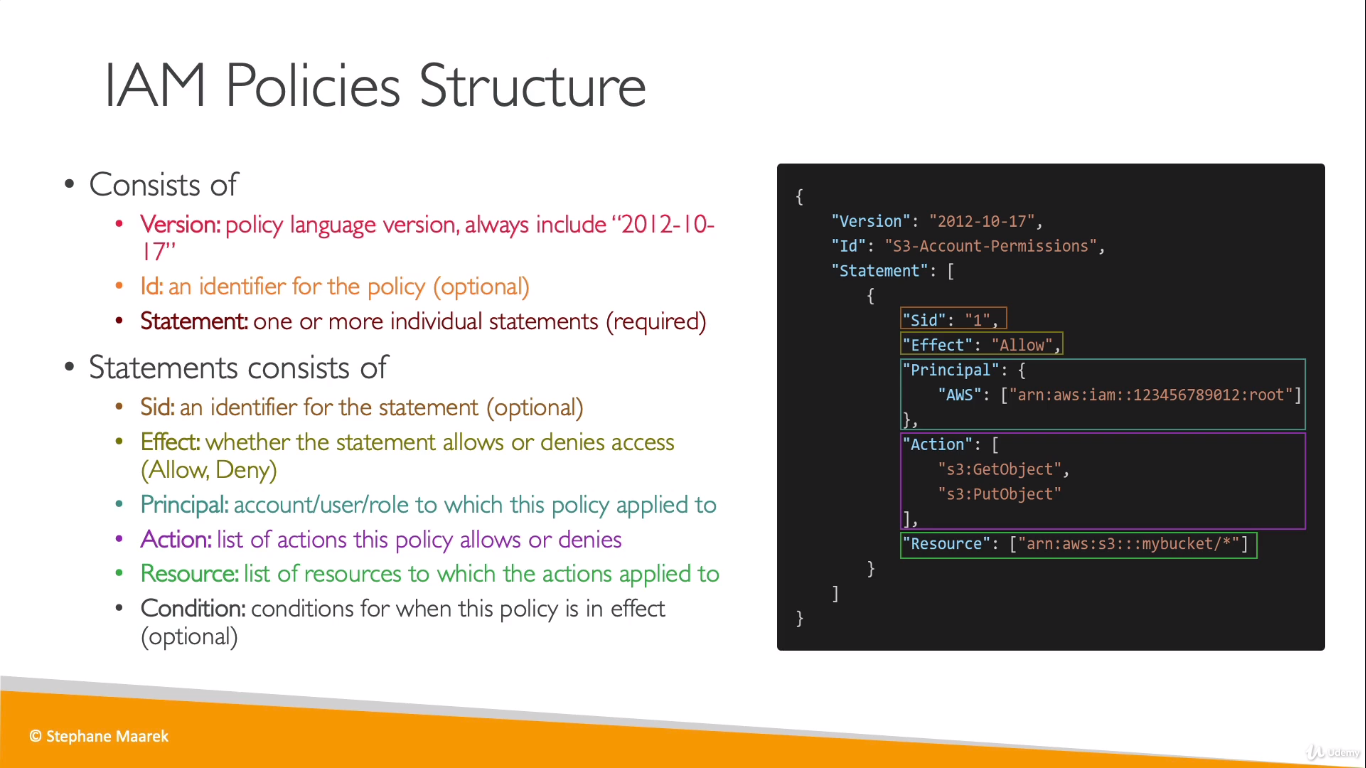 IAM Policies Structure
• Consists of
• Version: policy language version, always include “2012-10-
17”
• Id: an identifier for the policy (optional)
• Statement: one or more individual statements (required)
• Statements consists of
• Sid: an identifier for the statement (optional)
• Effect: whether the statement allows or denies access
(Allow, Deny)
• Principal: account/user/role to which this policy applied to
• Action: list of actions this policy allows or denies
• Resource: list of resources to which the actions applied to
• Condition: conditions for when this policy is in effect
(optional)
{
    "Version": "2012-10-17",
    "Id": "S3-Account-Permissions",
    "Statement": [
        {
            "Sid": "1",
            "Effect": "Allow",
            "Principal": {
                "AWS": ["arn:aws:iam::123456789012:root"]
            },
            "Action": [
                "s3:GetObject",
                "s3:PutObject"
            ],
            "Resource": ["arn:aws:s3:::mybucket/*"]
        }
    ]
}
© Stephane Maarek
Udemy